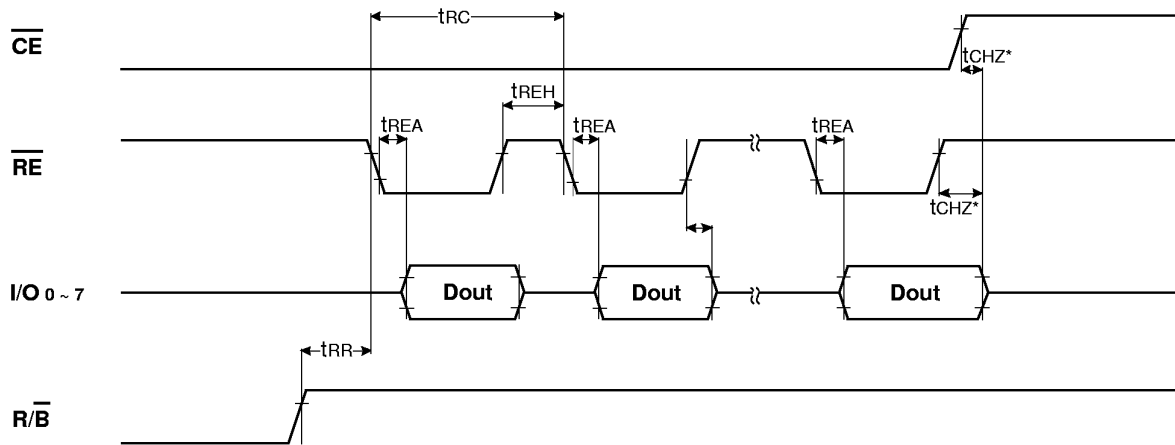 tRC
CE
tCHZ*
tREH
tREA
tREA
tREA
RE
tCHZ*
I/O 0 ~ 7
Dout
Dout
Dout
tRR
R/B